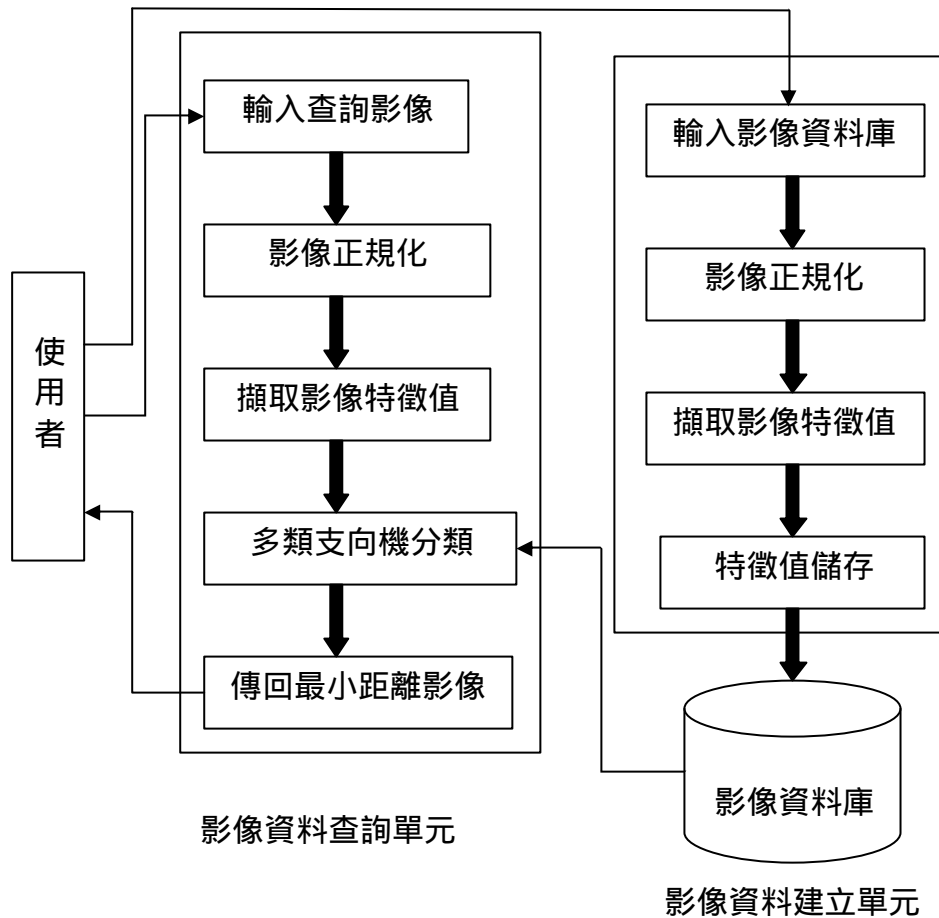 使
用
者
輸入查詢影像
影像正規化
擷取影像特徵值
多類支向機分類
傳回最小距離影像
影像資料查詢單元
輸入影像資料庫
影像正規化
擷取影像特徵值
特徵值儲存
影像資料庫
影像資料建立單元